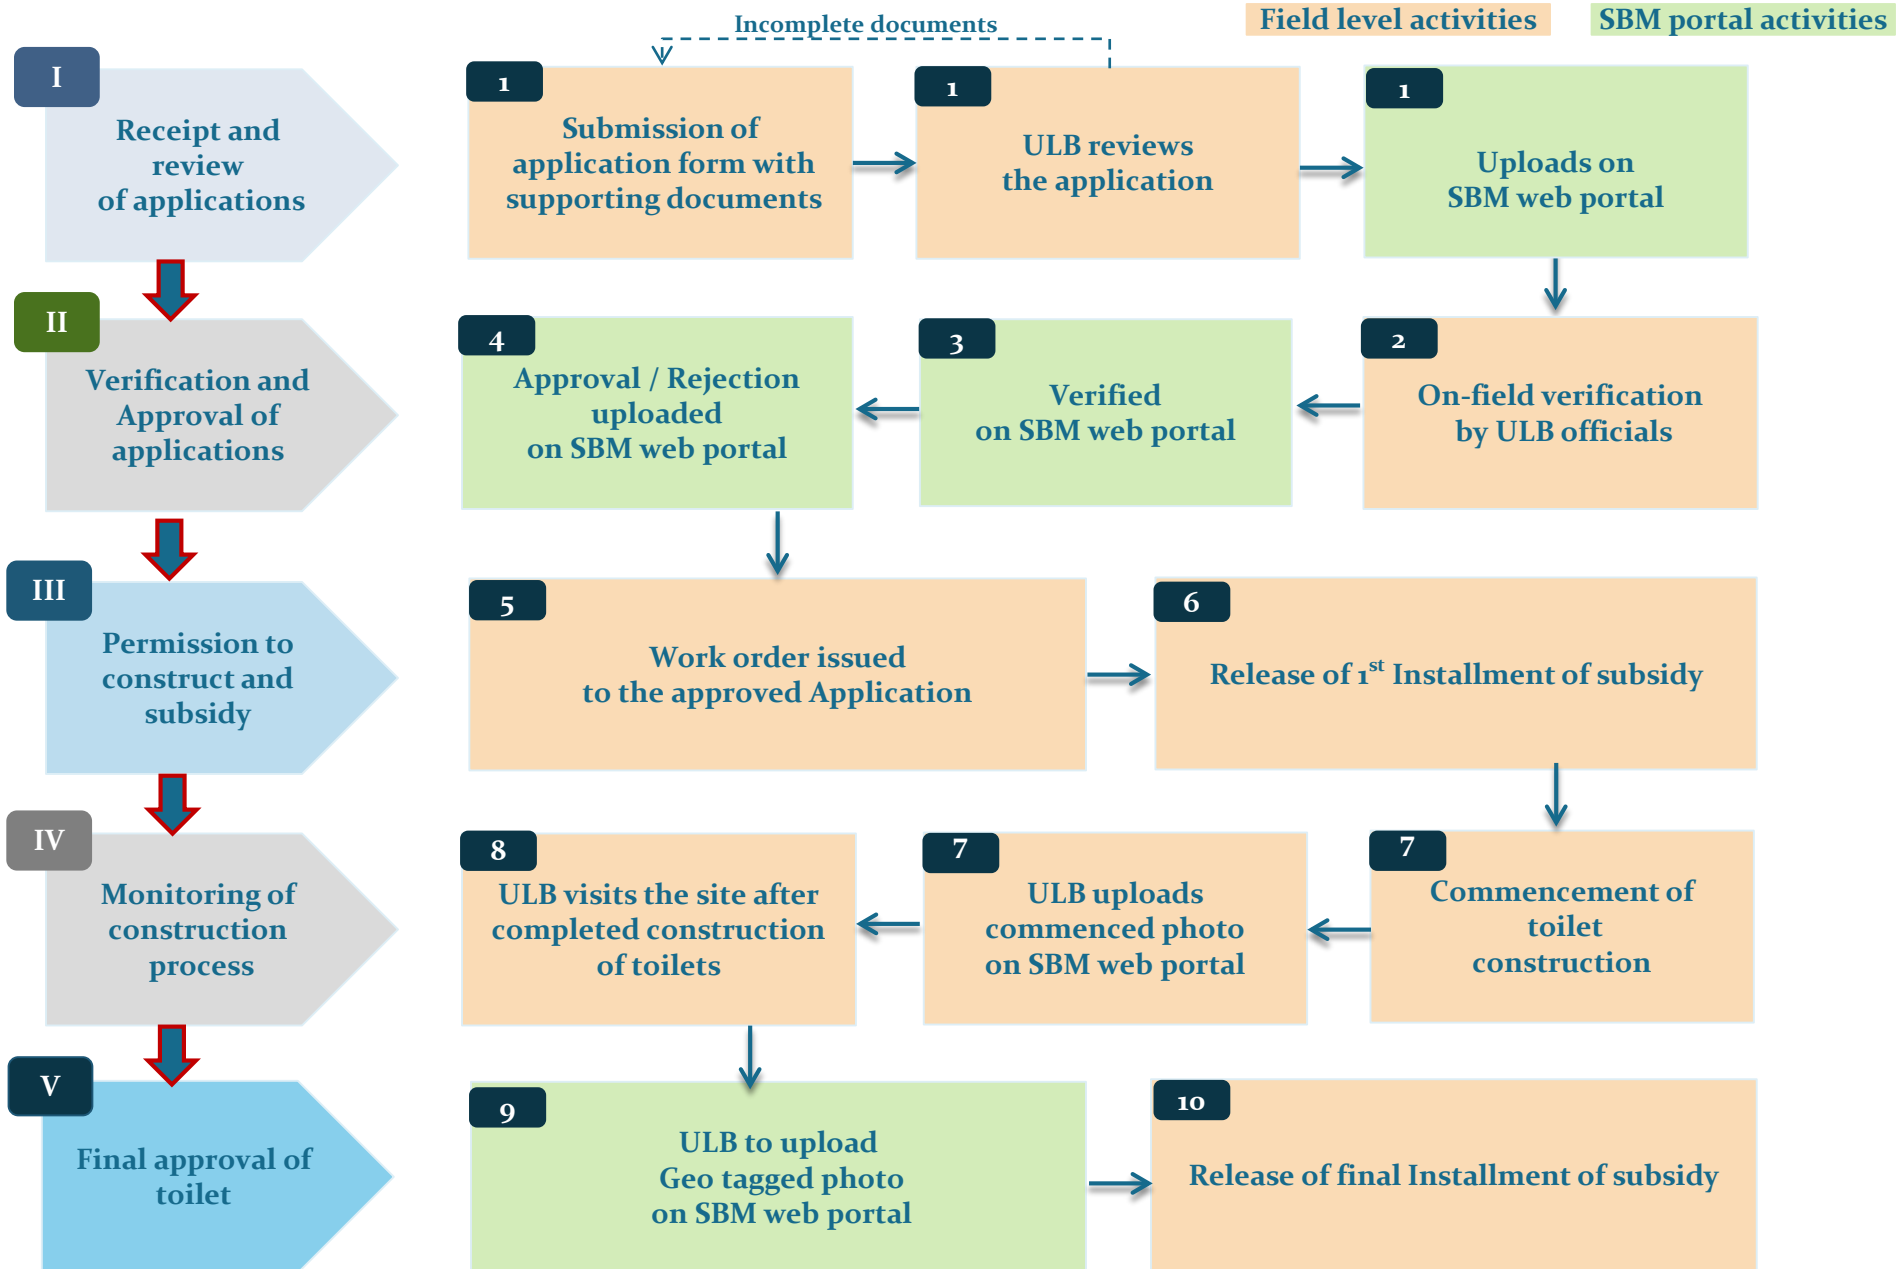 Incomplete documents
Field level activities
SBM portal activities
I
Receipt and
review
of applications
1
Submission of
application form with
supporting documents
1
ULB reviews
the application
1
Uploads on
SBM web portal
II
Verification and
Approval of
applications
4
Approval / Rejection
uploaded
on SBM web portal
3
Verified
on SBM web portal
2
On-field verification
by ULB officials
III
Permission to
construct and
subsidy
5
Work order issued
to the approved Application
6
Release of 1st Installment of subsidy
IV
Monitoring of
construction
process
8
ULB visits the site after
completed construction
of toilets
7
ULB uploads
commenced photo
on SBM web portal
7
Commencement of
toilet
construction
V
Final approval of
toilet
9
ULB to upload
Geo tagged photo
on SBM web portal
10
Release of final Installment of subsidy